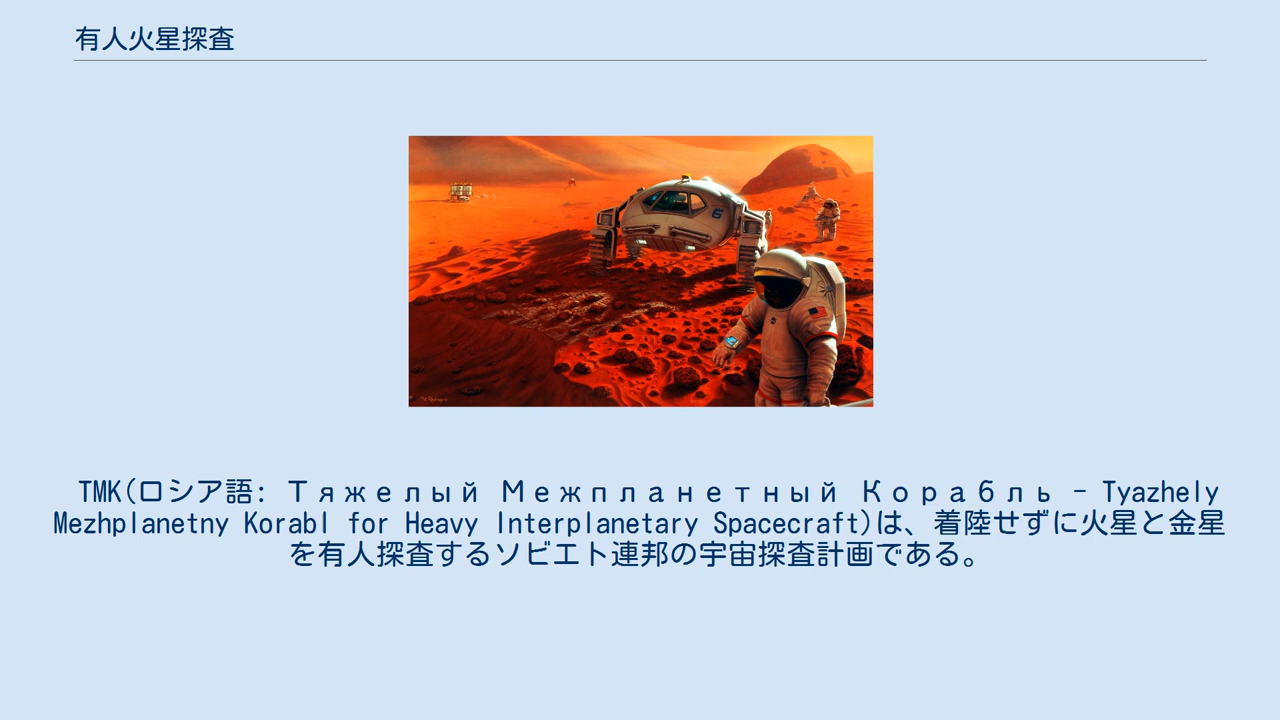 有人火星探査
6
TMK(ロシア語: Тяжелый Межпланетный Корабль - Tyazhely
Mezhplanetny Korabl for Heavy Interplanetary Spacecraft)は、着陸せずに火星と金星
を有人探査するソビエト連邦の宇宙探査計画である。